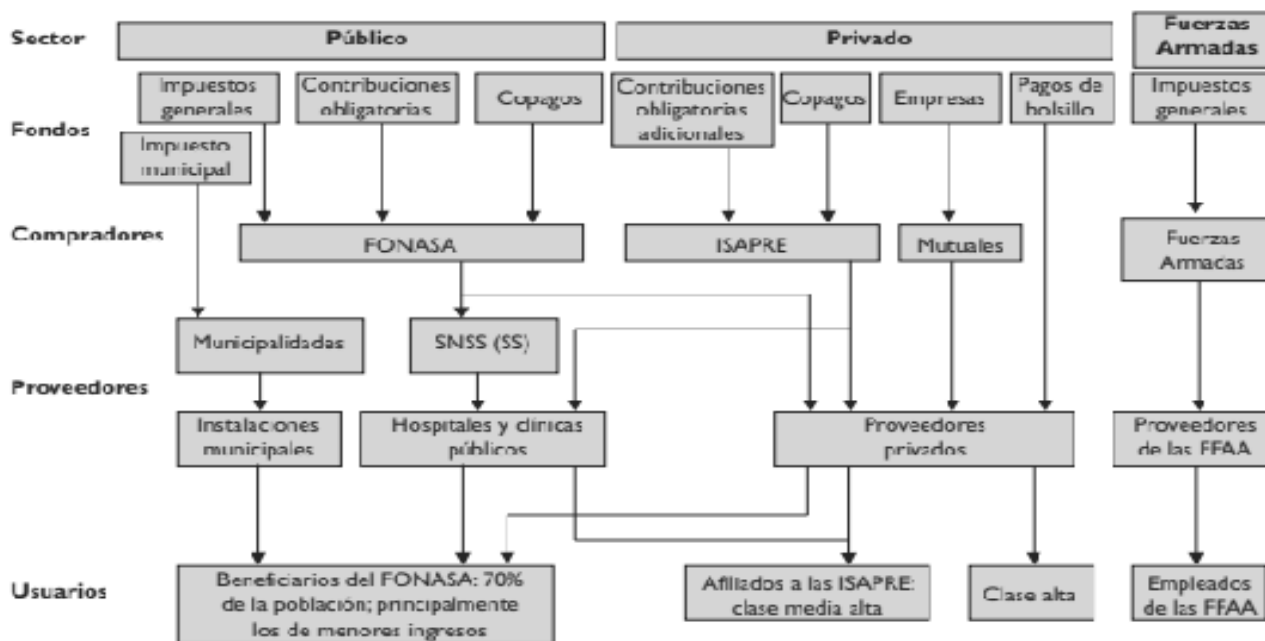 Sector
Público
Privado
Fuerzas
Armadas
Fondos
Impuestos
generales
Contribuciones
obligatorias
Copagos
Contribuciones
obligatorias
adicionales
Copagos
Empresas
Pagos de
bolsillo
Impuestos
generales
Impuesto
municipal
Compradores
FONASA
ISAPRE
Mutuales
Fuerzas
Armadas
Proveedores
Municipalidades
SNSS (SS)
Instalaciones
municipales
Hospitales y clínicas
públicos
Proveedores
privados
Proveedores
de las FFAA
Usuarios
Beneficiarios del FONASA: 70%
de la población; principalmente
los de menores ingresos
Afiliados a las ISAPRE:
clase media alta
Clase alta
Empleados
de las FFAA